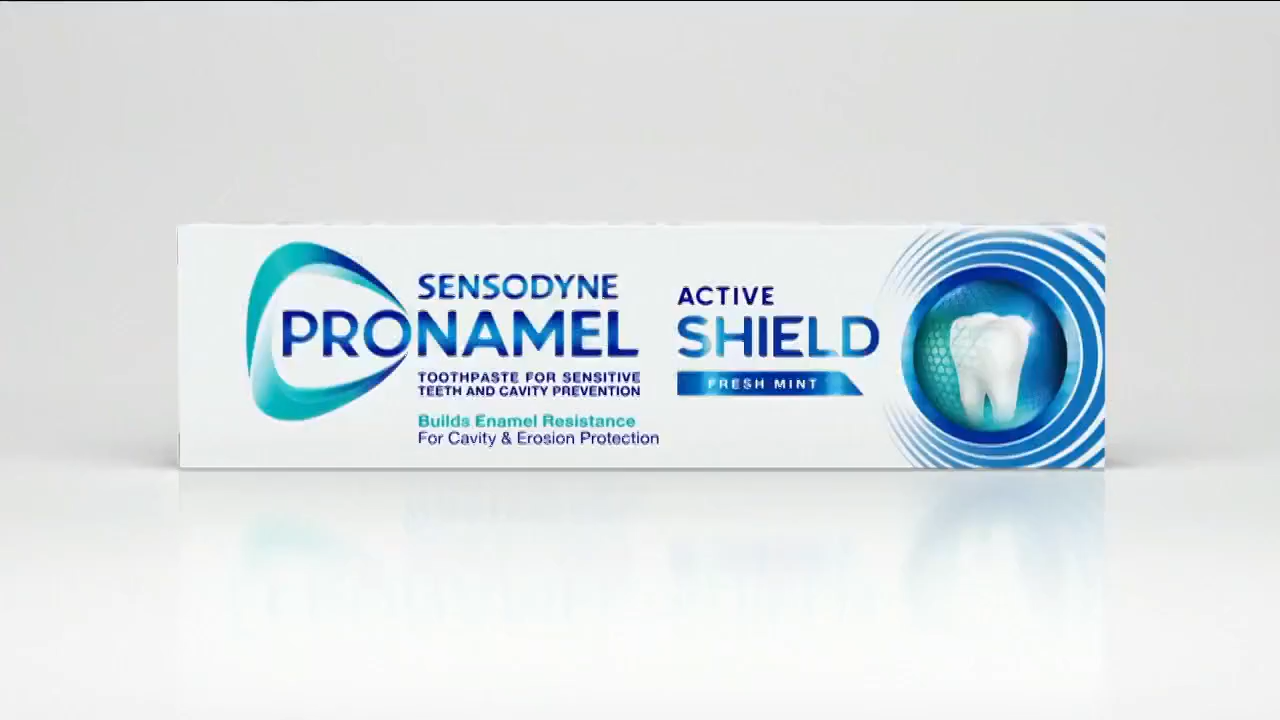 SENSODYNE
PRONAMEL
TOOTHPASTE FOR SENSITIVE
TEETH AND CAVITY PREVENTION
Builds Enamel Resistance
For Cavity & Erosion Protection
ACTIVE
SHIELD
FRESH MINT